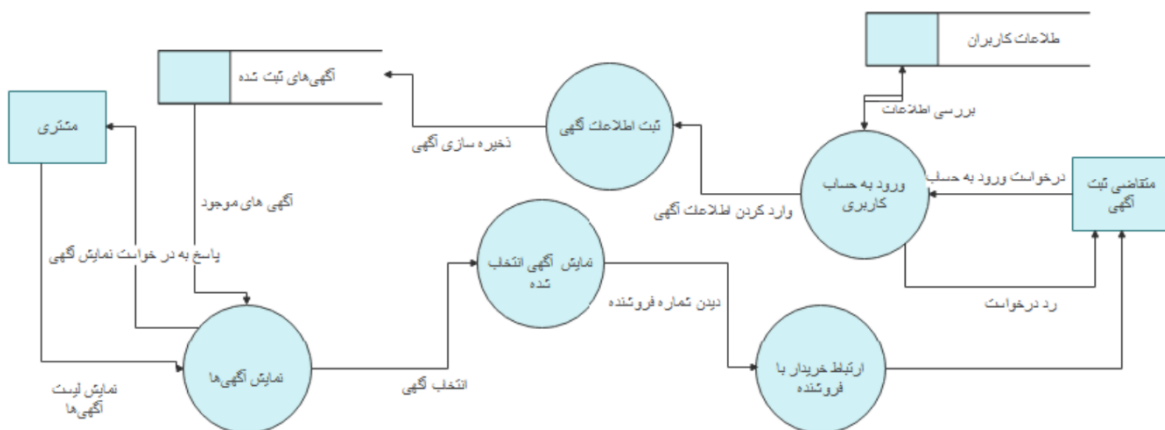 طلاعات کاربران
آگهی‌های ثبت شده
بررسی اطلاعات
مشتری
ثبت اطلاعات آگهی
ذخیره سازی آگهی
درخواست ورود به حساب
متقاضی ثبت
آگهی
ورود به حساب
کاربری
وارد کردن اطلاعات آگهی
آگهی های موجود
پاسخ به در خواست نمایش آگهی
نمایش آگهی انتخاب
شده
دیدن شماره فروشنده
رد درخواست
نمایش آگهی‌ها
ارتباط خریدار با
فروشنده
انتخاب آگهی
نمایش لیست
آگهی‌ها